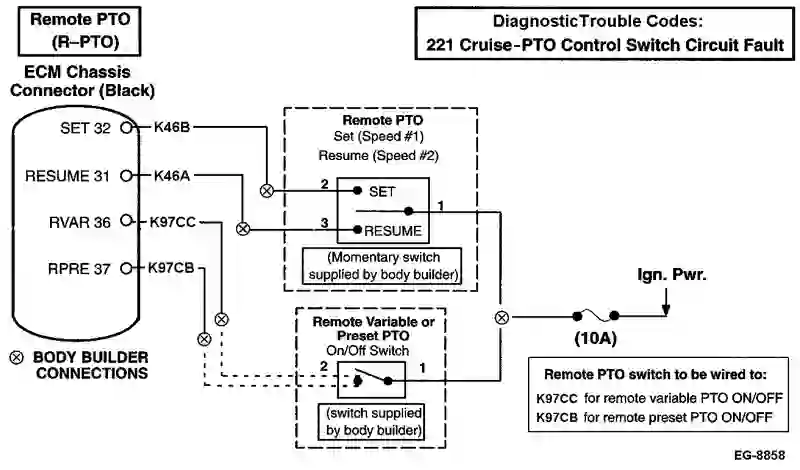 Remote PTO
(R-PTO)
DiagnosticTrouble Codes:
221 Cruise-PTO Control Switch Circuit Fault
ECM Chassis
Connector (Black)
SET 32
K46B
RESUME 31
K46A
RVAR 36
K97CC
RPRE 37
K97CB
BODY BUILDER
CONNECTIONS
Remote PTO
Set (Speed #1)
Resume (Speed #2)
2
SET
1
3
RESUME
(Momentary switch
supplied by body builder)
Remote Variable or
Preset PTO
On/Off Switch
2
1
(switch supplied
by body builder)
Ign. Pwr.
(10A)
Remote PTO switch to be wired to:
K97CC for remote variable PTO ON/OFF
K97CB for remote preset PTO ON/OFF
EG-8858